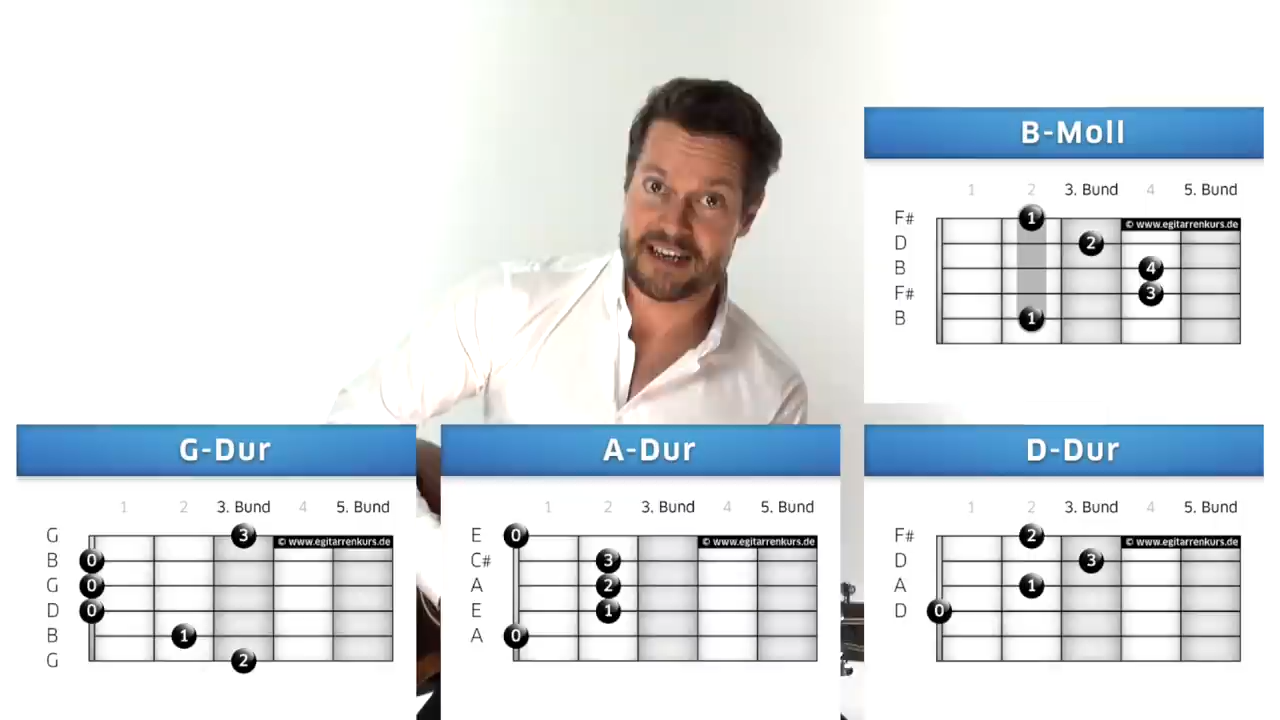 B-Moll
1 2 3. Bund 4 5. Bund
F# 1 © www.egitarrenkurs.de
D 2
B 4
F# 3
B 1
G-Dur
1 2 3. Bund 4 5. Bund
G 3 © www.egitarrenkurs.de
B 0
G 0
D 0
B 1
G 2
A-Dur
1 2 3. Bund 4 5. Bund
E 0 © www.egitarrenkurs.de
C# 3
A 2
E 1
A 0
D-Dur
1 2 3. Bund 4 5. Bund
F# 2 © www.egitarrenkurs.de
D 3
A 1
D 0